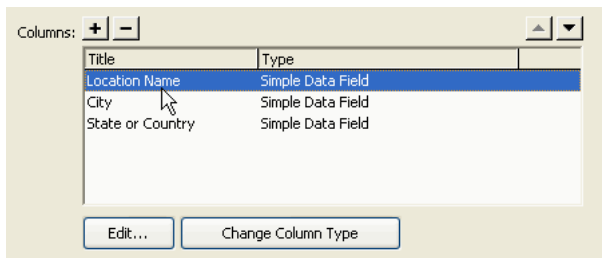 Columns: + −
Title Type
Location Name Simple Data Field
City Simple Data Field
State or Country Simple Data Field
Edit... Change Column Type